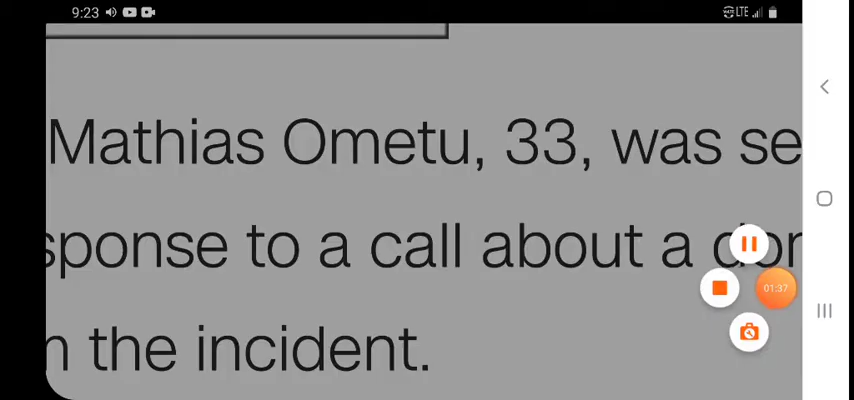 9:23 LTE
Mathias Ometu, 33, was se
sponse to a call about a
01:37
the incident.